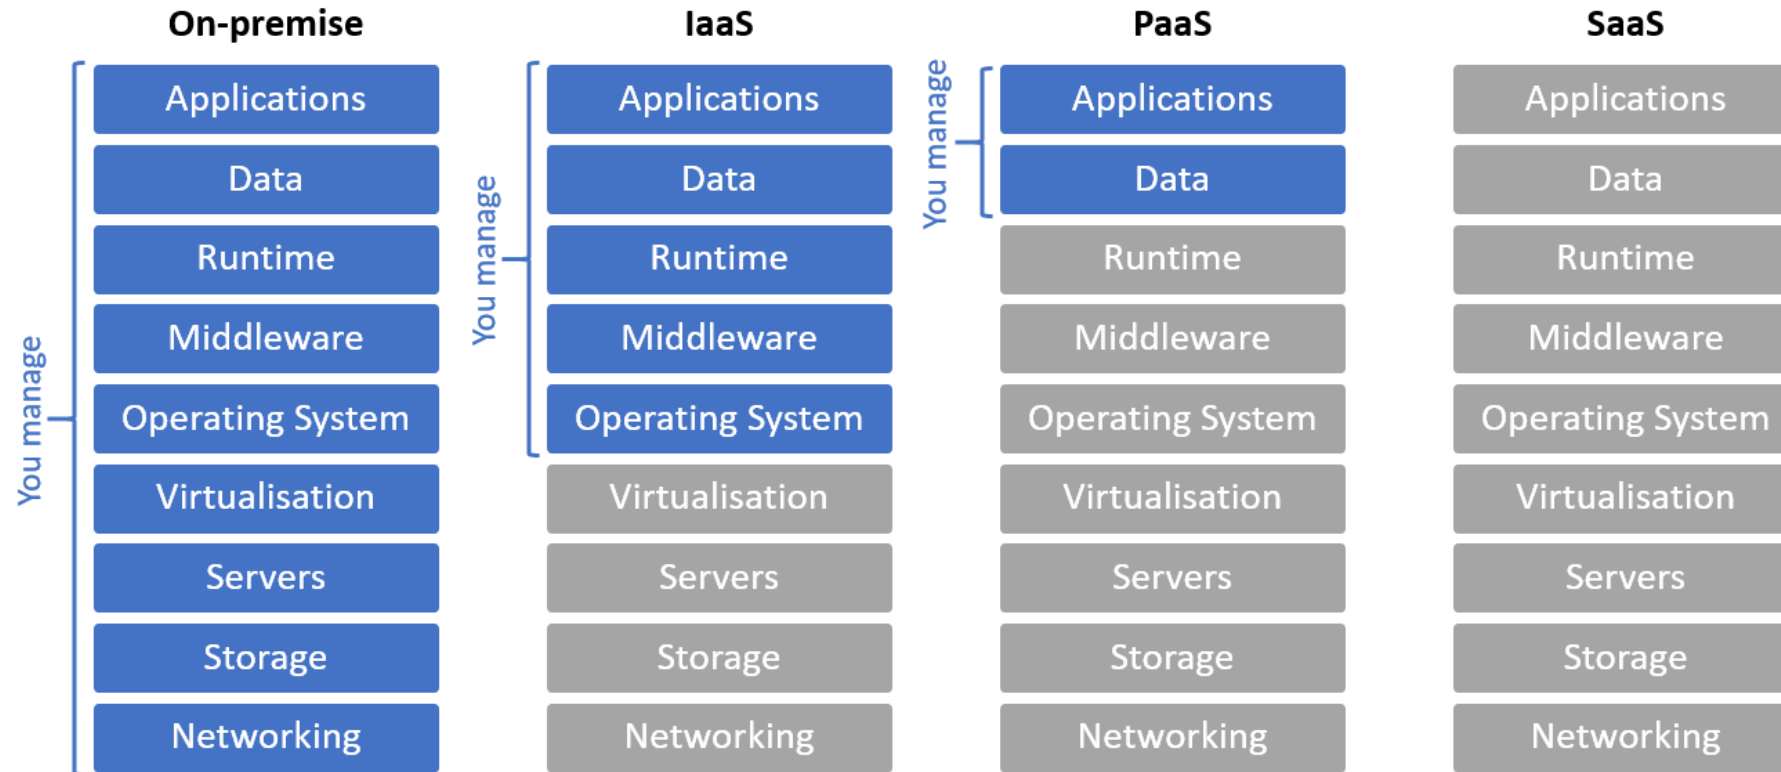 On-premise
You manage
Applications
Data
Runtime
Middleware
Operating System
Virtualisation
Servers
Storage
Networking
IaaS
You manage
Applications
Data
Runtime
Middleware
Operating System
Virtualisation
Servers
Storage
Networking
PaaS
You manage
Applications
Data
Runtime
Middleware
Operating System
Virtualisation
Servers
Storage
Networking
SaaS
Applications
Data
Runtime
Middleware
Operating System
Virtualisation
Servers
Storage
Networking